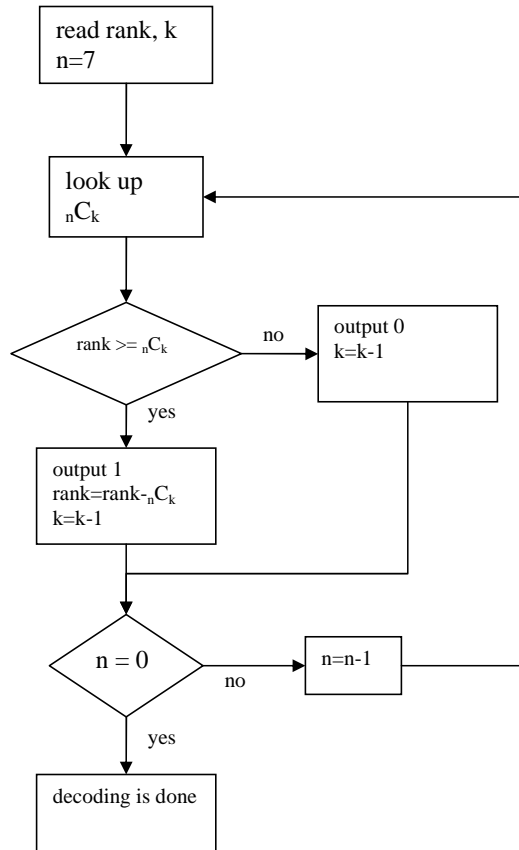 read rank, k
n=7
look up
ₙCₖ
rank >= ₙCₖ
no
output 0
k=k-1
yes
output 1
rank=rank-ₙCₖ
k=k-1
n = 0
no
n=n-1
yes
decoding is done